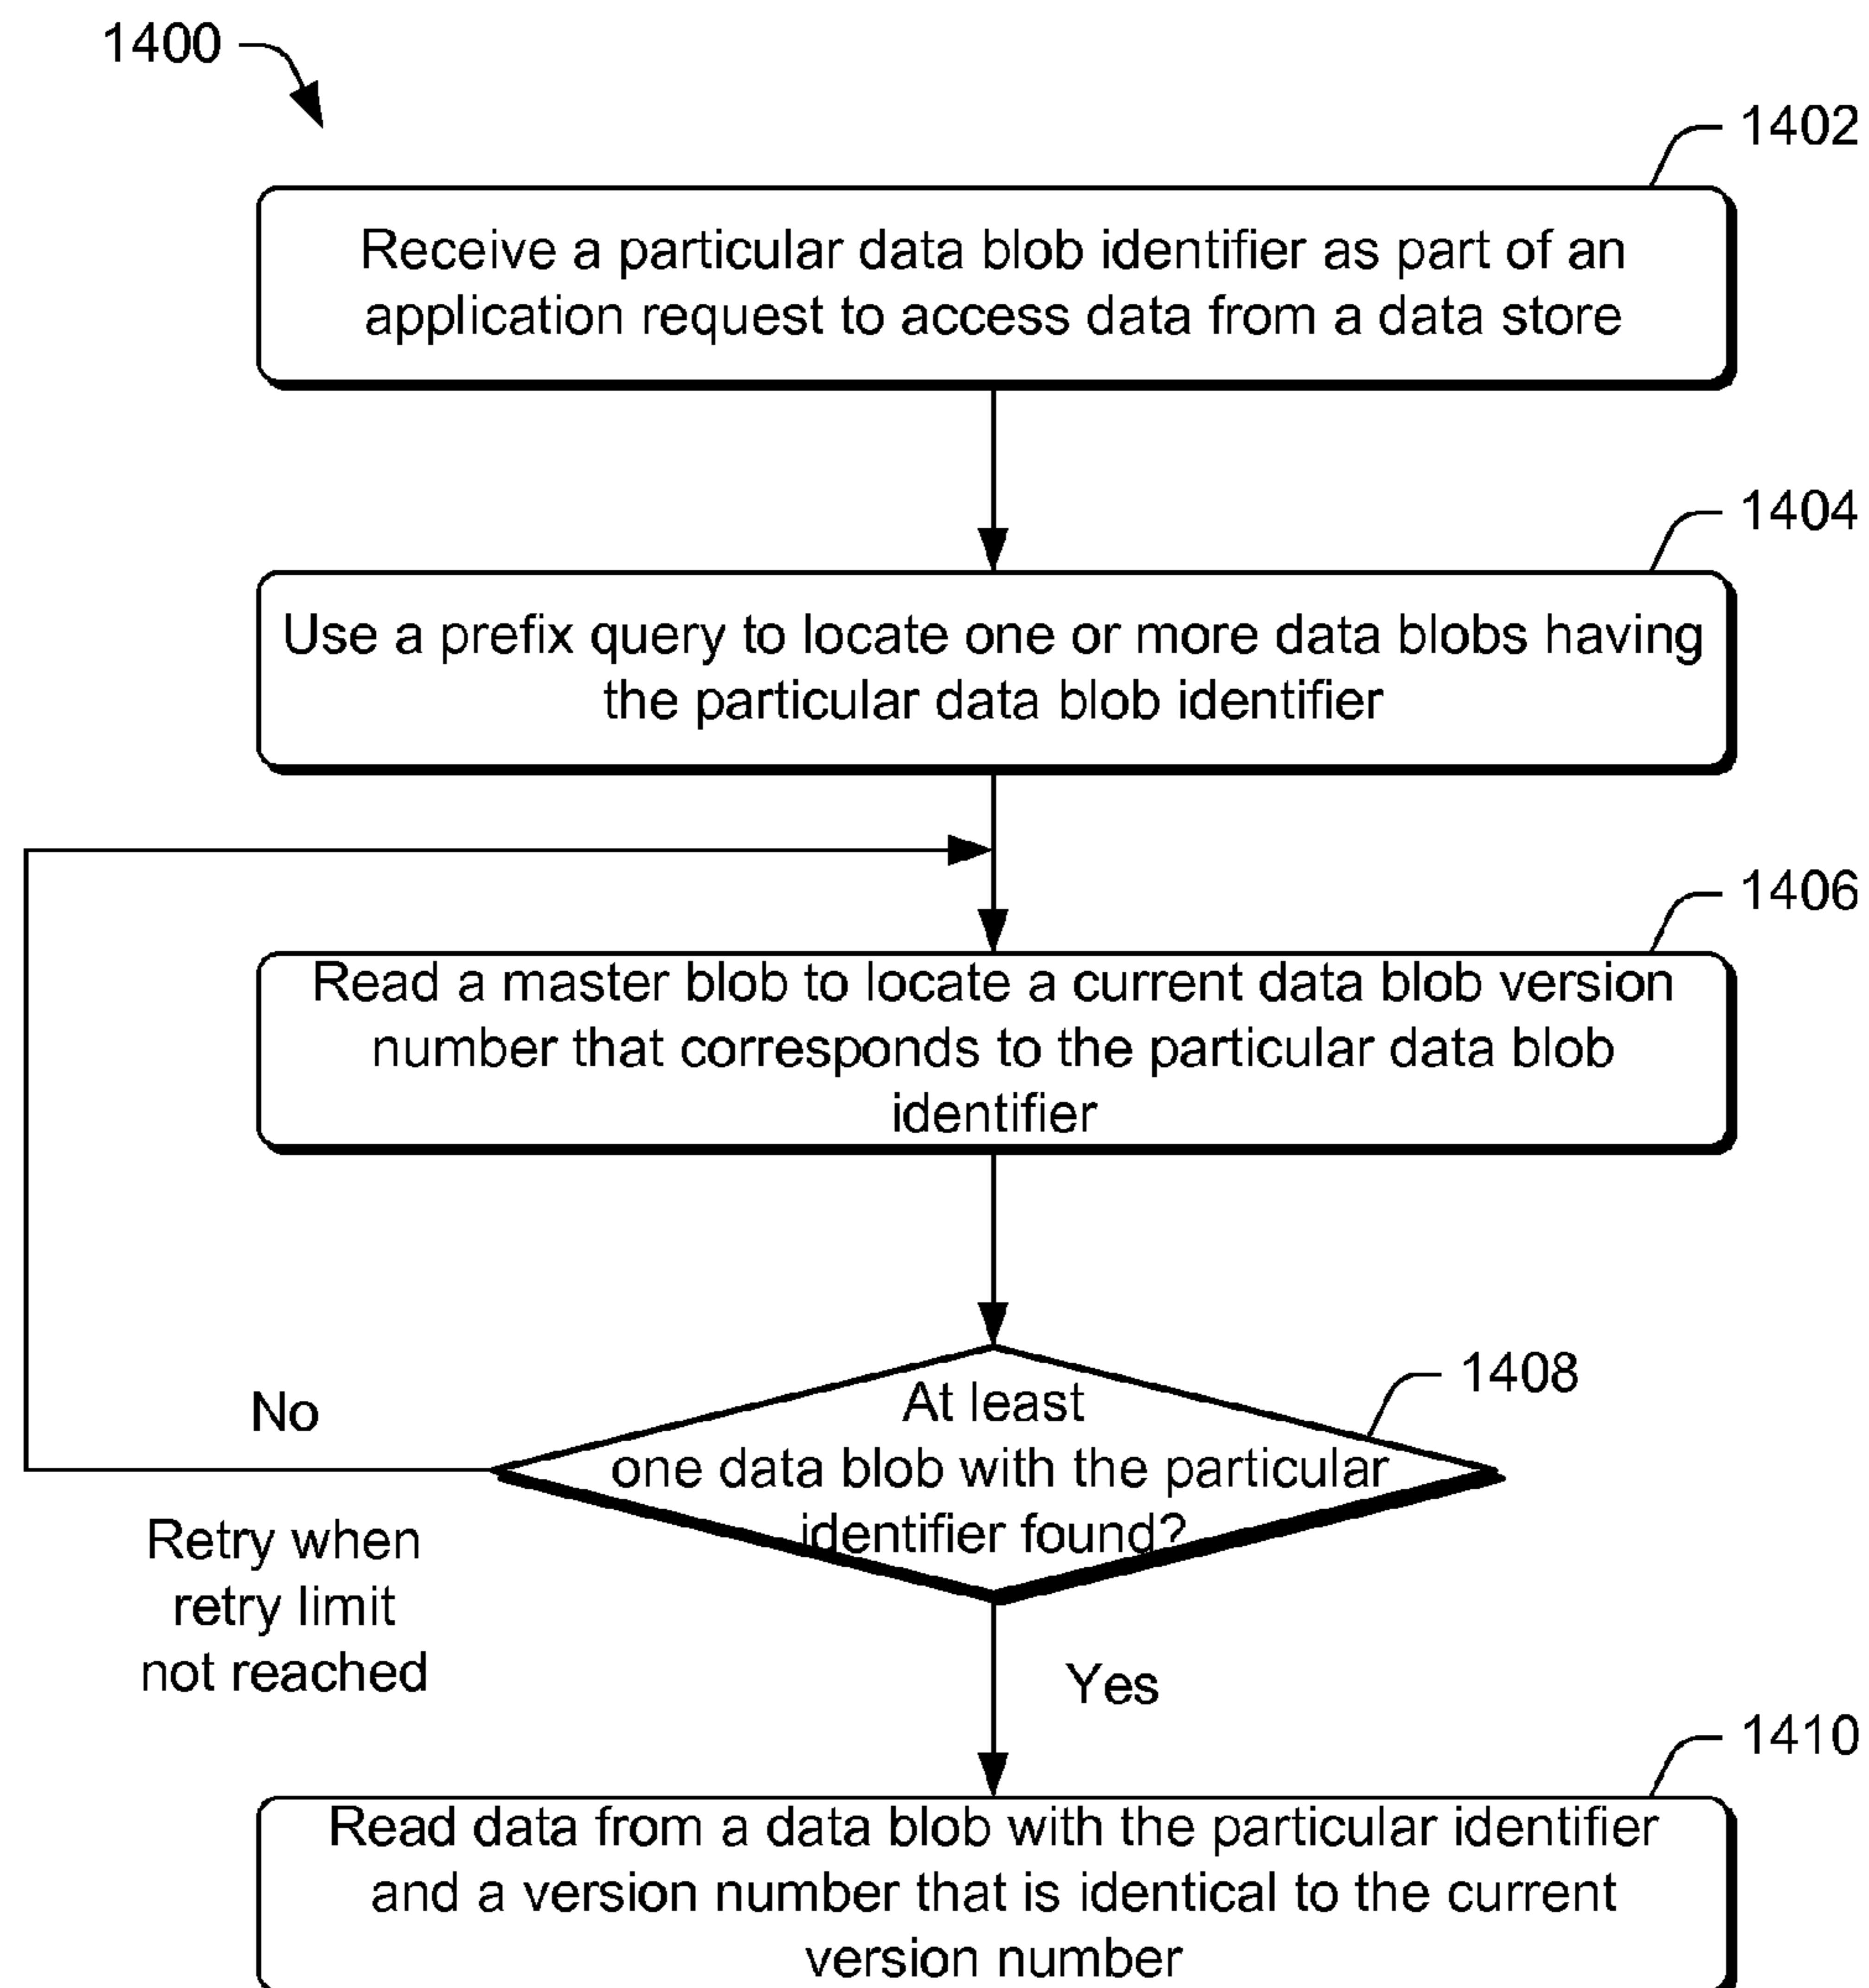 1400
1402
Receive a particular data blob identifier as part of an
application request to access data from a data store
1404
Use a prefix query to locate one or more data blobs having
the particular data blob identifier
1406
Read a master blob to locate a current data blob version
number that corresponds to the particular data blob
identifier
1408
At least
one data blob with the particular
identifier found?
No
Retry when
retry limit
not reached
Yes
1410
Read data from a data blob with the particular identifier
and a version number that is identical to the current
version number